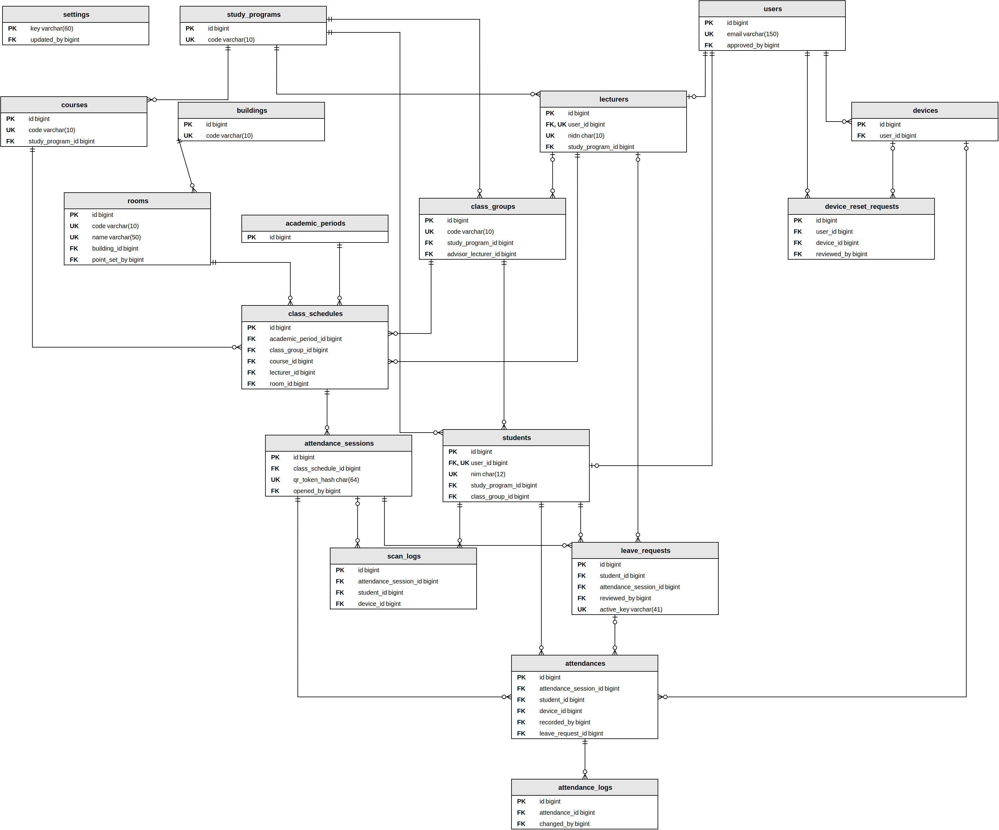 settings
PK key varchar(60)
FK updated_by bigint
study_programs
PK id bigint
UK code varchar(10)
users
PK id bigint
UK email varchar(150)
FK approved_by bigint
courses
PK id bigint
UK code varchar(10)
FK study_program_id bigint
buildings
PK id bigint
UK code varchar(10)
lecturers
PK id bigint
FK, UK user_id bigint
UK nidn char(10)
FK study_program_id bigint
devices
PK id bigint
FK user_id bigint
rooms
PK id bigint
UK code varchar(10)
UK name varchar(50)
FK building_id bigint
FK point_set_by bigint
academic_periods
PK id bigint
class_groups
PK id bigint
UK code varchar(10)
FK study_program_id bigint
FK advisor_lecturer_id bigint
device_reset_requests
PK id bigint
FK user_id bigint
FK device_id bigint
FK reviewed_by bigint
class_schedules
PK id bigint
FK academic_period_id bigint
FK class_group_id bigint
FK course_id bigint
FK lecturer_id bigint
FK room_id bigint
attendance_sessions
PK id bigint
FK class_schedule_id bigint
UK qr_token_hash char(64)
FK opened_by bigint
students
PK id bigint
FK, UK user_id bigint
UK nim char(12)
FK study_program_id bigint
FK class_group_id bigint
scan_logs
PK id bigint
FK attendance_session_id bigint
FK student_id bigint
FK device_id bigint
leave_requests
PK id bigint
FK student_id bigint
FK attendance_session_id bigint
FK reviewed_by bigint
UK active_key varchar(41)
attendances
PK id bigint
FK attendance_session_id bigint
FK student_id bigint
FK device_id bigint
FK recorded_by bigint
FK leave_request_id bigint
attendance_logs
PK id bigint
FK attendance_id bigint
FK changed_by bigint